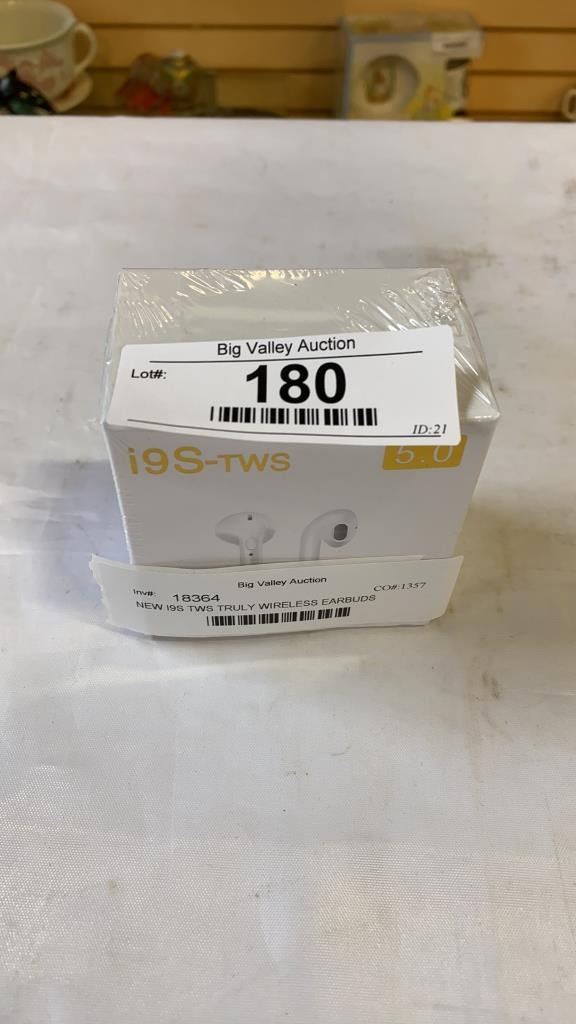 Big Valley Auction
Lot#:
180
ID:21
i9S-TWS
5.0
Big Valley Auction
Inv#: 18364
CO#:1357
NEW I9S TWS TRULY WIRELESS EARBUDS